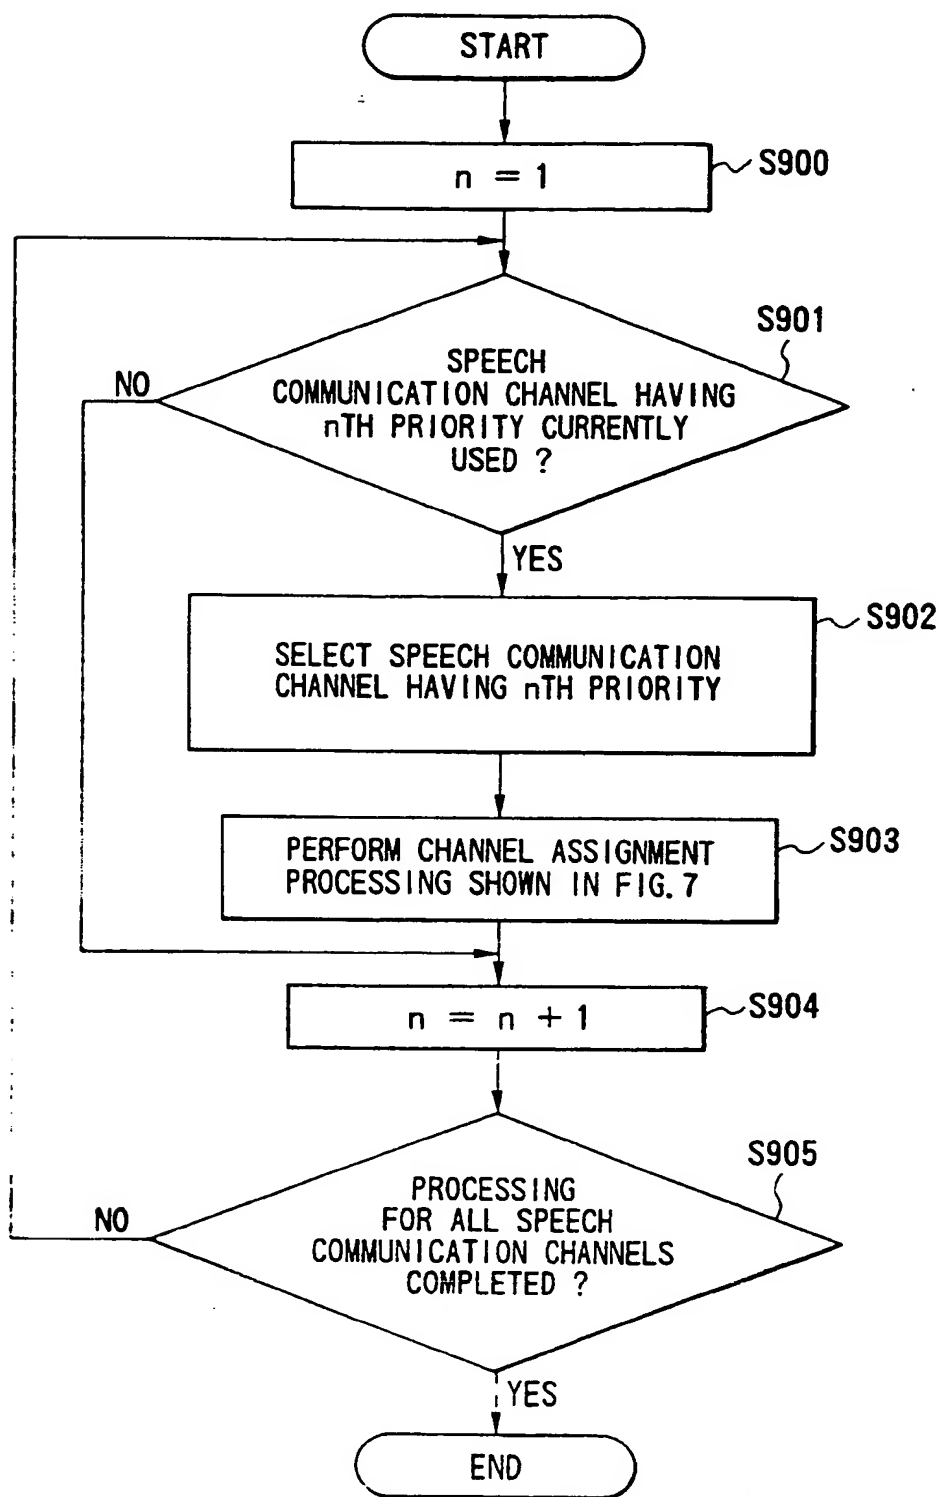 START
n = 1
S900
S901
SPEECH
COMMUNICATION CHANNEL HAVING
nTH PRIORITY CURRENTLY
USED ?
NO
YES
S902
SELECT SPEECH COMMUNICATION
CHANNEL HAVING nTH PRIORITY
S903
PERFORM CHANNEL ASSIGNMENT
PROCESSING SHOWN IN FIG. 7
n = n + 1
S904
S905
PROCESSING
FOR ALL SPEECH
COMMUNICATION CHANNELS
COMPLETED ?
NO
YES
END